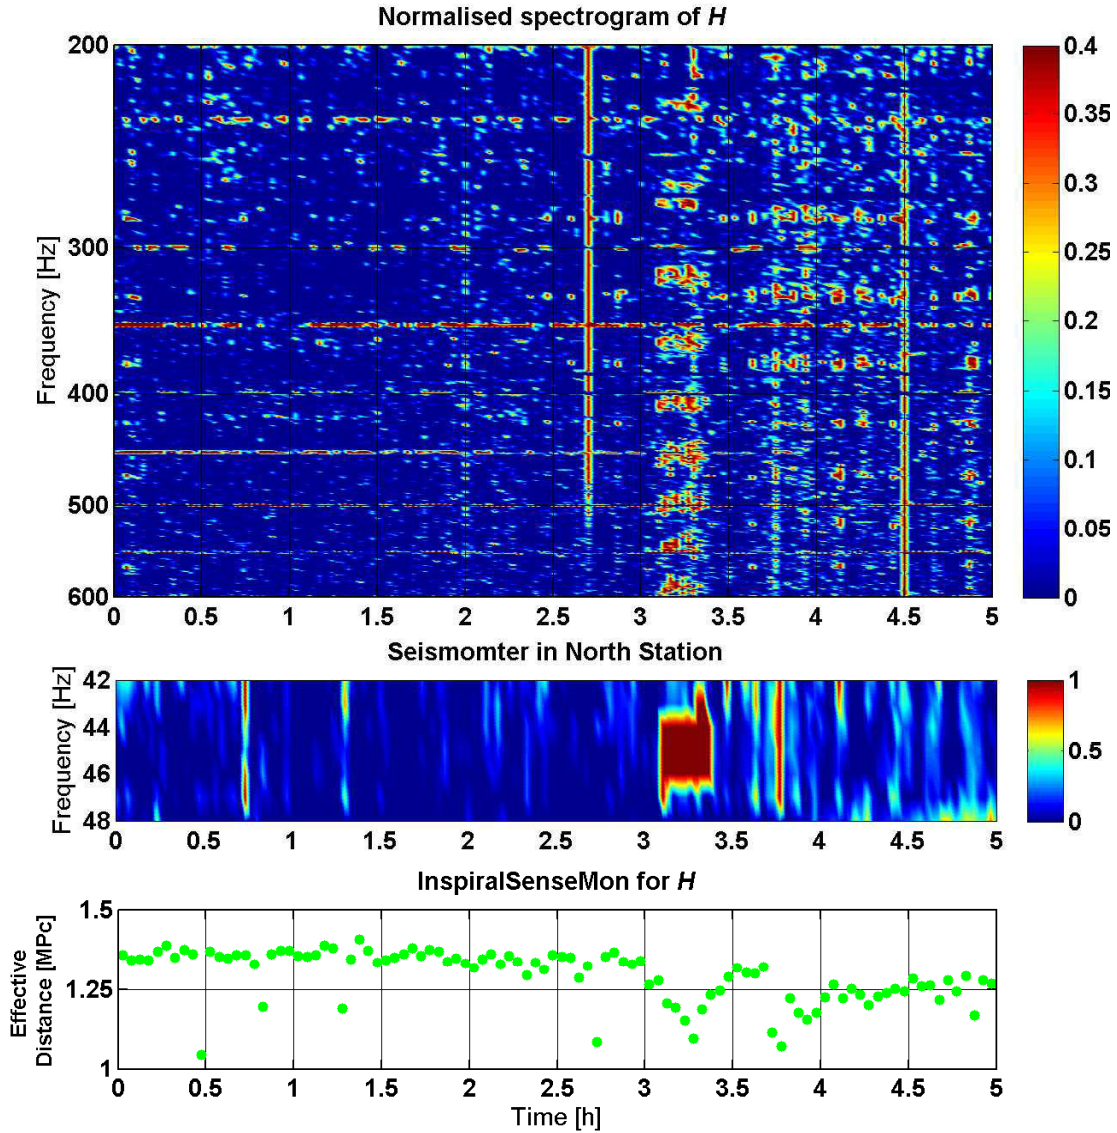 Normalised spectrogram of H
200
300
400
500
600
Frequency [Hz]
0 0.5 1 1.5 2 2.5 3 3.5 4 4.5 5
0.4
0.35
0.3
0.25
0.2
0.15
0.1
0.05
0
Seismomter in North Station
42
44
46
48
Frequency [Hz]
0 0.5 1 1.5 2 2.5 3 3.5 4 4.5 5
1
0.5
0
InspiralSenseMon for H
1.5
1.25
1
Effective
Distance [MPc]
0 0.5 1 1.5 2 2.5 3 3.5 4 4.5 5
Time [h]